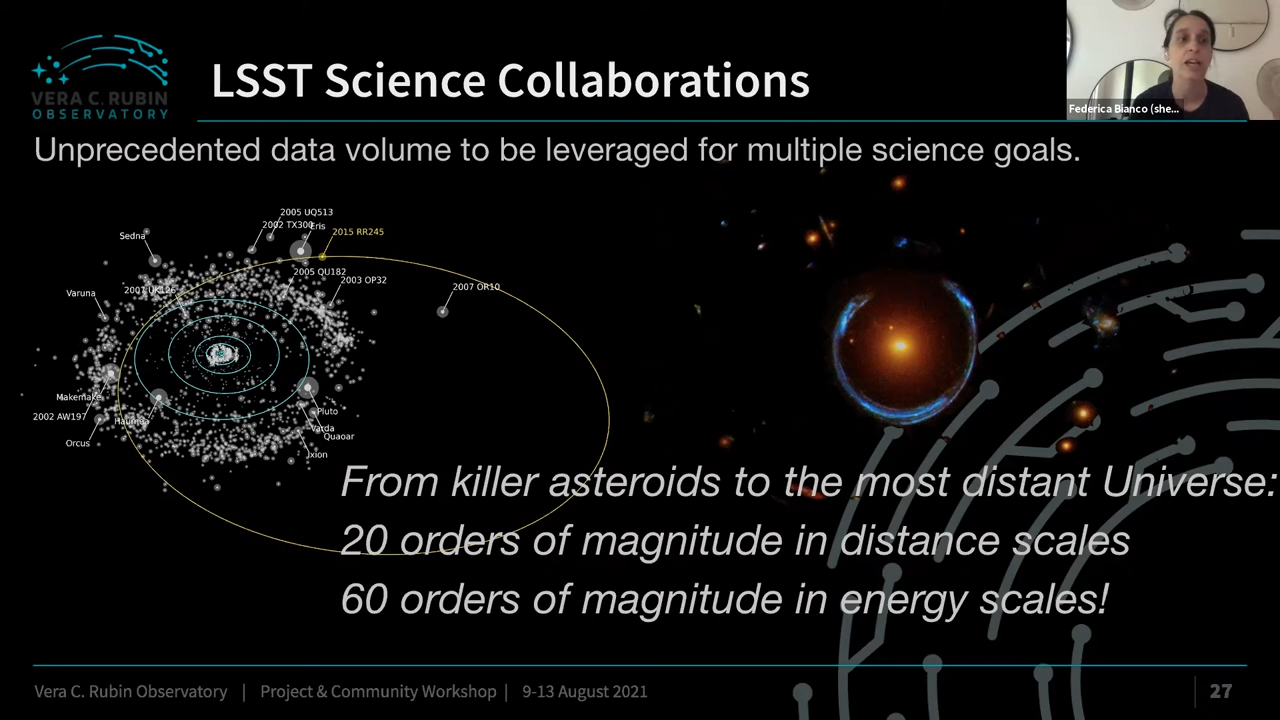 VERA C. RUBIN
OBSERVATORY
LSST Science Collaborations
Federica Bianco (she...
Unprecedented data volume to be leveraged for multiple science goals.
2005 UQ513
2002 TX300
Eris
2015 RR245
Sedna
2005 QU182
2003 OP32
2007 UK126
2007 OR10
Varuna
Makemake
2002 AW197
Haumea
Orcus
Pluto
Varda
Quaoar
Ixion
From killer asteroids to the most distant Universe:
20 orders of magnitude in distance scales
60 orders of magnitude in energy scales!
Vera C. Rubin Observatory | Project & Community Workshop | 9-13 August 2021
27